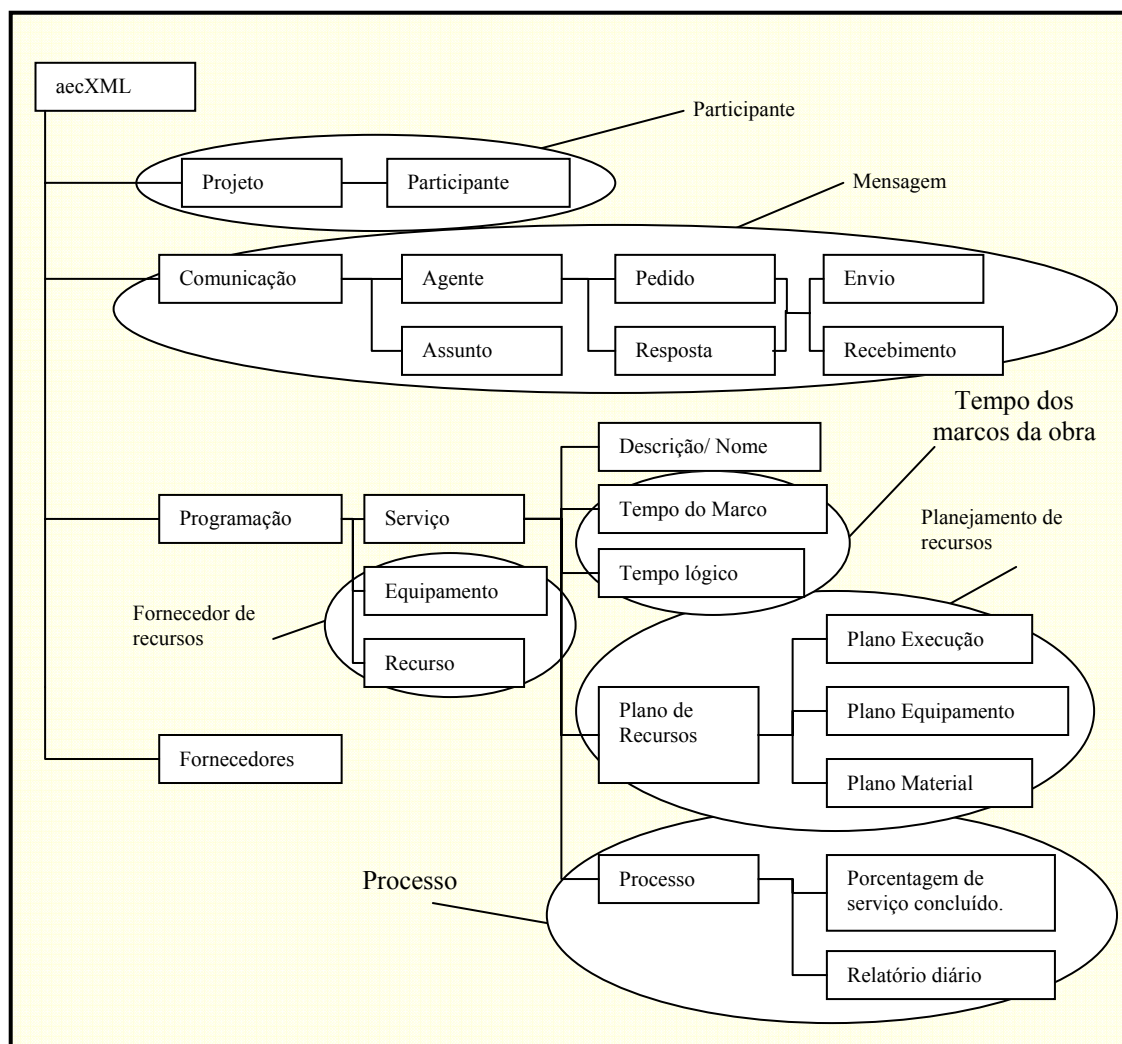 aecXML
Participante
Projeto
Participante
Mensagem
Comunicação
Agente
Pedido
Envio
Assunto
Resposta
Recebimento
Tempo dos
marcos da obra
Descrição/ Nome
Programação
Serviço
Tempo do Marco
Planejamento de
recursos
Tempo lógico
Equipamento
Fornecedor de
recursos
Recurso
Plano Execução
Plano de
Recursos
Plano Equipamento
Fornecedores
Plano Material
Processo
Processo
Porcentagem de
serviço concluído.
Relatório diário